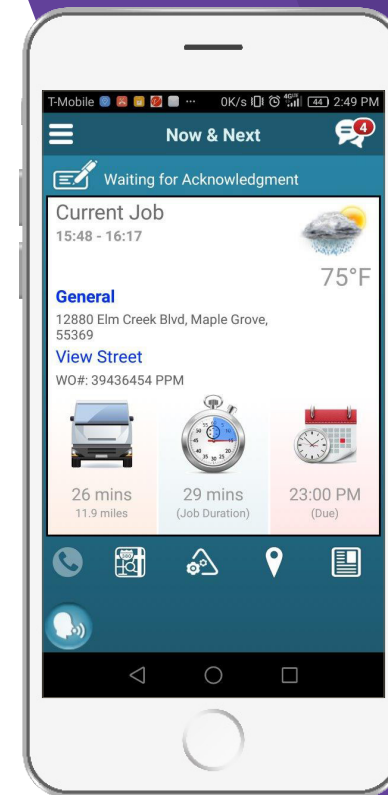 T-Mobile ... 0K/s 4G 44 2:49 PM
Now & Next
4
Waiting for Acknowledgment
Current Job
15:48 - 16:17
75°F
General
12880 Elm Creek Blvd, Maple Grove,
55369
View Street
WO#: 39436454 PPM
26 mins
11.9 miles
29 mins
(Job Duration)
23:00 PM
(Due)